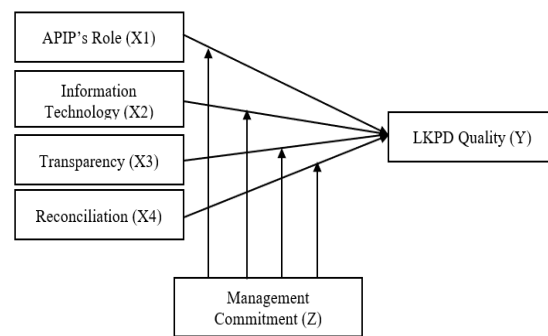 APIP's Role (X1)
Information
Technology (X2)
Transparency (X3)
Reconciliation (X4)
LKPD Quality (Y)
Management
Commitment (Z)